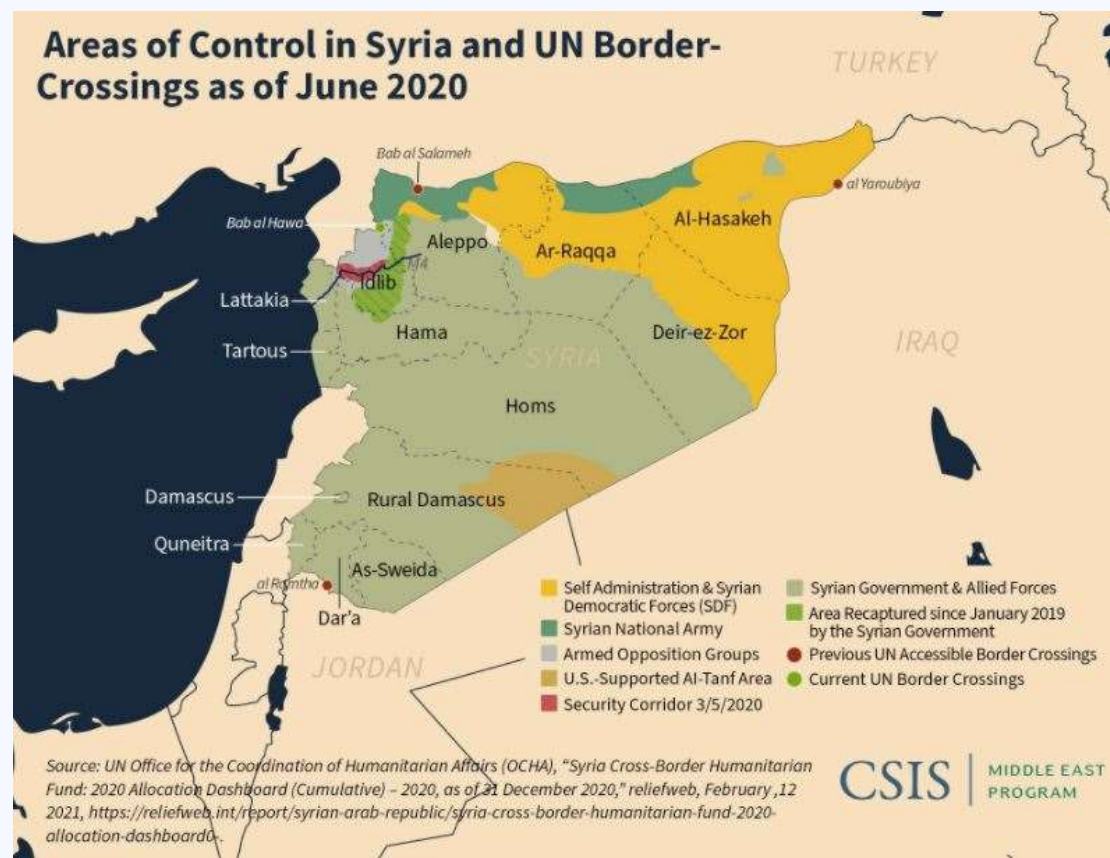 Areas of Control in Syria and UN Border-
Crossings as of June 2020
TURKEY
Bab al Salameh
al Yaroubiya
Bab al Hawa
Al-Hasakeh
Aleppo
Ar-Raqqa
M4
Idlib
Lattakia
Hama
Deir-ez-Zor
IRAQ
Tartous
SYRIA
Homs
Damascus
Rural Damascus
Quneitra
As-Sweida
al Ramtha
Dar'a
JORDAN
Self Administration & Syrian
Democratic Forces (SDF)
Syrian National Army
Armed Opposition Groups
U.S.-Supported Al-Tanf Area
Security Corridor 3/5/2020
Syrian Government & Allied Forces
Area Recaptured since January 2019
by the Syrian Government
Previous UN Accessible Border Crossings
Current UN Border Crossings
Source: UN Office for the Coordination of Humanitarian Affairs (OCHA), “Syria Cross-Border Humanitarian
Fund: 2020 Allocation Dashboard (Cumulative) – 2020, as of 31 December 2020,” reliefweb, February ,12
2021, https://reliefweb.int/report/syrian-arab-republic/syria-cross-border-humanitarian-fund-2020-
allocation-dashboard0-.
CSIS
MIDDLE EAST
PROGRAM